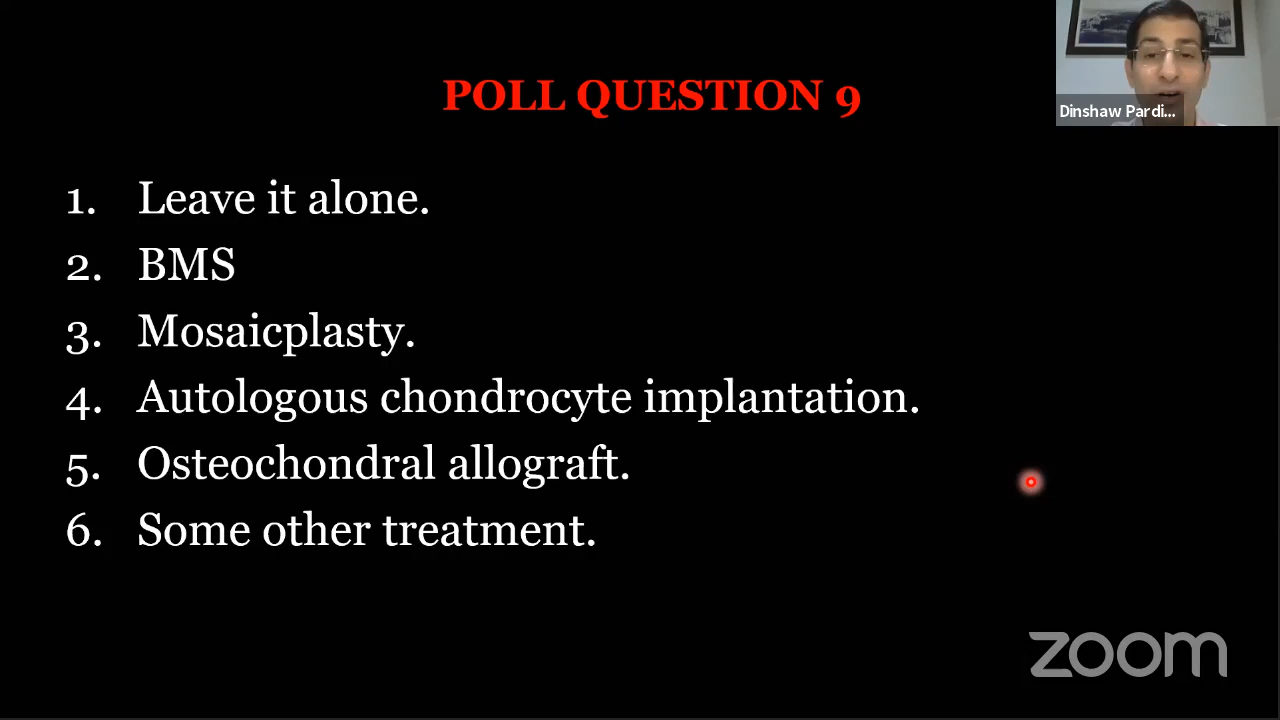 POLL QUESTION 9
Dinshaw Pardi...
1. Leave it alone.
2. BMS
3. Mosaicplasty.
4. Autologous chondrocyte implantation.
5. Osteochondral allograft.
6. Some other treatment.
zoom